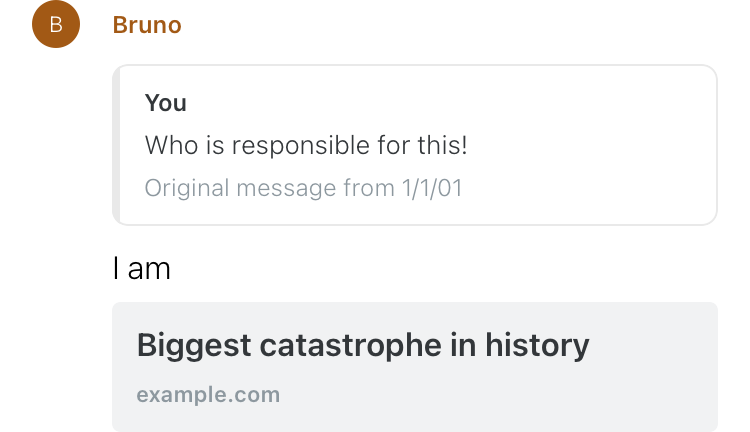 B
Bruno
You
Who is responsible for this!
Original message from 1/1/01
I am
Biggest catastrophe in history
example.com